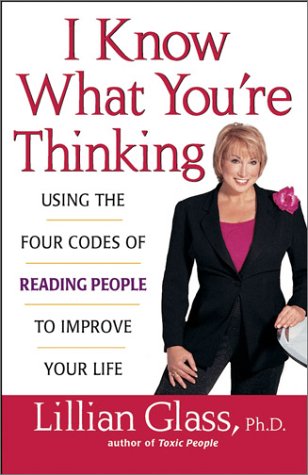 I Know
What You're
Thinking
USING THE
FOUR CODES OF
READING PEOPLE
TO IMPROVE
YOUR LIFE
Lillian Glass, Ph.D.
author of Toxic People